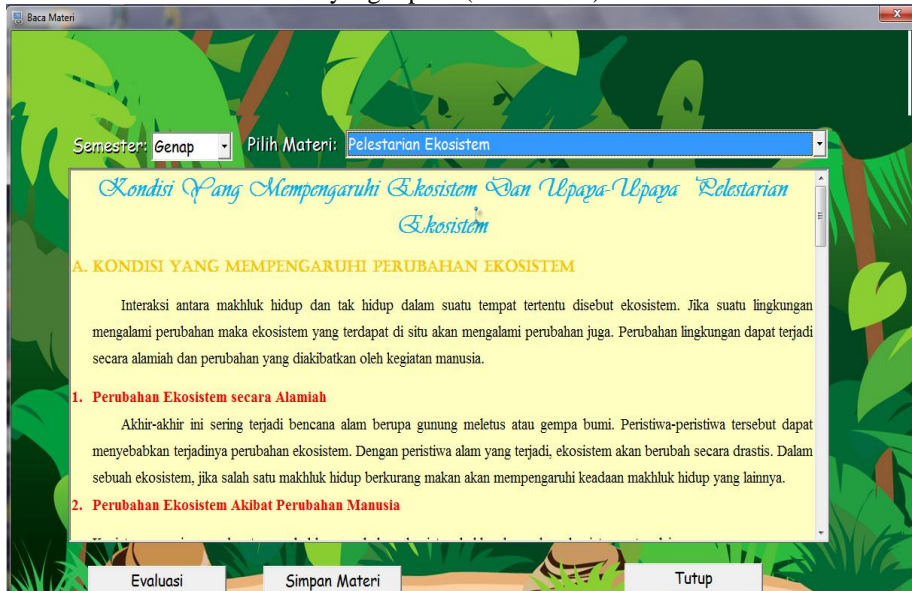 Baca Materi
Semester: Genap Pilih Materi: Pelestarian Ekosistem
Kondisi Yang Mempengaruhi Ekosistem Dan Upaya-Upaya Pelestarian
Ekosistem
A. KONDISI YANG MEMPENGARUHI PERUBAHAN EKOSISTEM
Interaksi antara makhluk hidup dan tak hidup dalam suatu tempat tertentu disebut ekosistem. Jika suatu lingkungan
mengalami perubahan maka ekosistem yang terdapat di situ akan mengalami perubahan juga. Perubahan lingkungan dapat terjadi
secara alamiah dan perubahan yang diakibatkan oleh kegiatan manusia.
1. Perubahan Ekosistem secara Alamiah
Akhir-akhir ini sering terjadi bencana alam berupa gunung meletus atau gempa bumi. Peristiwa-peristiwa tersebut dapat
menyebabkan terjadinya perubahan ekosistem. Dengan peristiwa alam yang terjadi, ekosistem akan berubah secara drastis. Dalam
sebuah ekosistem, jika salah satu makhluk hidup berkurang makan akan mempengaruhi keadaan makhluk hidup yang lainnya.
2. Perubahan Ekosistem Akibat Perubahan Manusia
Evaluasi Simpan Materi Tutup